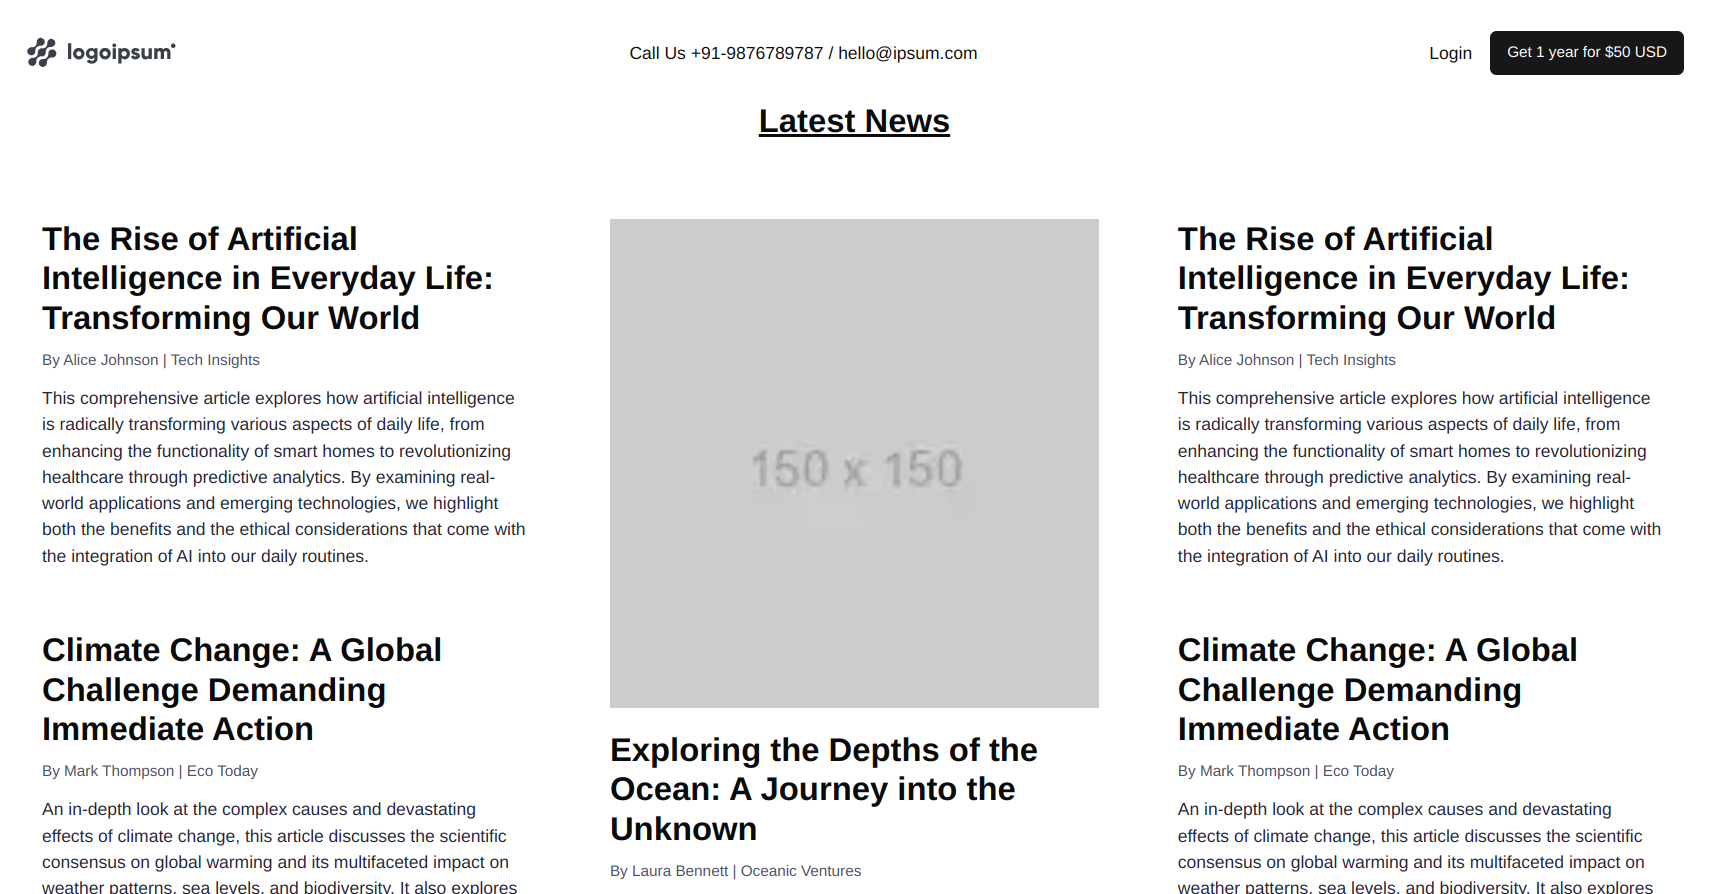 logoipsum
Call Us +91-9876789787 / hello@ipsum.com
Login
Get 1 year for $50 USD
Latest News
The Rise of Artificial
Intelligence in Everyday Life:
Transforming Our World
By Alice Johnson | Tech Insights
This comprehensive article explores how artificial intelligence
is radically transforming various aspects of daily life, from
enhancing the functionality of smart homes to revolutionizing
healthcare through predictive analytics. By examining real-
world applications and emerging technologies, we highlight
both the benefits and the ethical considerations that come with
the integration of AI into our daily routines.
Climate Change: A Global
Challenge Demanding
Immediate Action
By Mark Thompson | Eco Today
An in-depth look at the complex causes and devastating
effects of climate change, this article discusses the scientific
consensus on global warming and its multifaceted impact on
weather patterns, sea levels, and biodiversity. It also explores
150 x 150
Exploring the Depths of the
Ocean: A Journey into the
Unknown
By Laura Bennett | Oceanic Ventures
The Rise of Artificial
Intelligence in Everyday Life:
Transforming Our World
By Alice Johnson | Tech Insights
This comprehensive article explores how artificial intelligence
is radically transforming various aspects of daily life, from
enhancing the functionality of smart homes to revolutionizing
healthcare through predictive analytics. By examining real-
world applications and emerging technologies, we highlight
both the benefits and the ethical considerations that come with
the integration of AI into our daily routines.
Climate Change: A Global
Challenge Demanding
Immediate Action
By Mark Thompson | Eco Today
An in-depth look at the complex causes and devastating
effects of climate change, this article discusses the scientific
consensus on global warming and its multifaceted impact on
weather patterns, sea levels, and biodiversity. It also explores